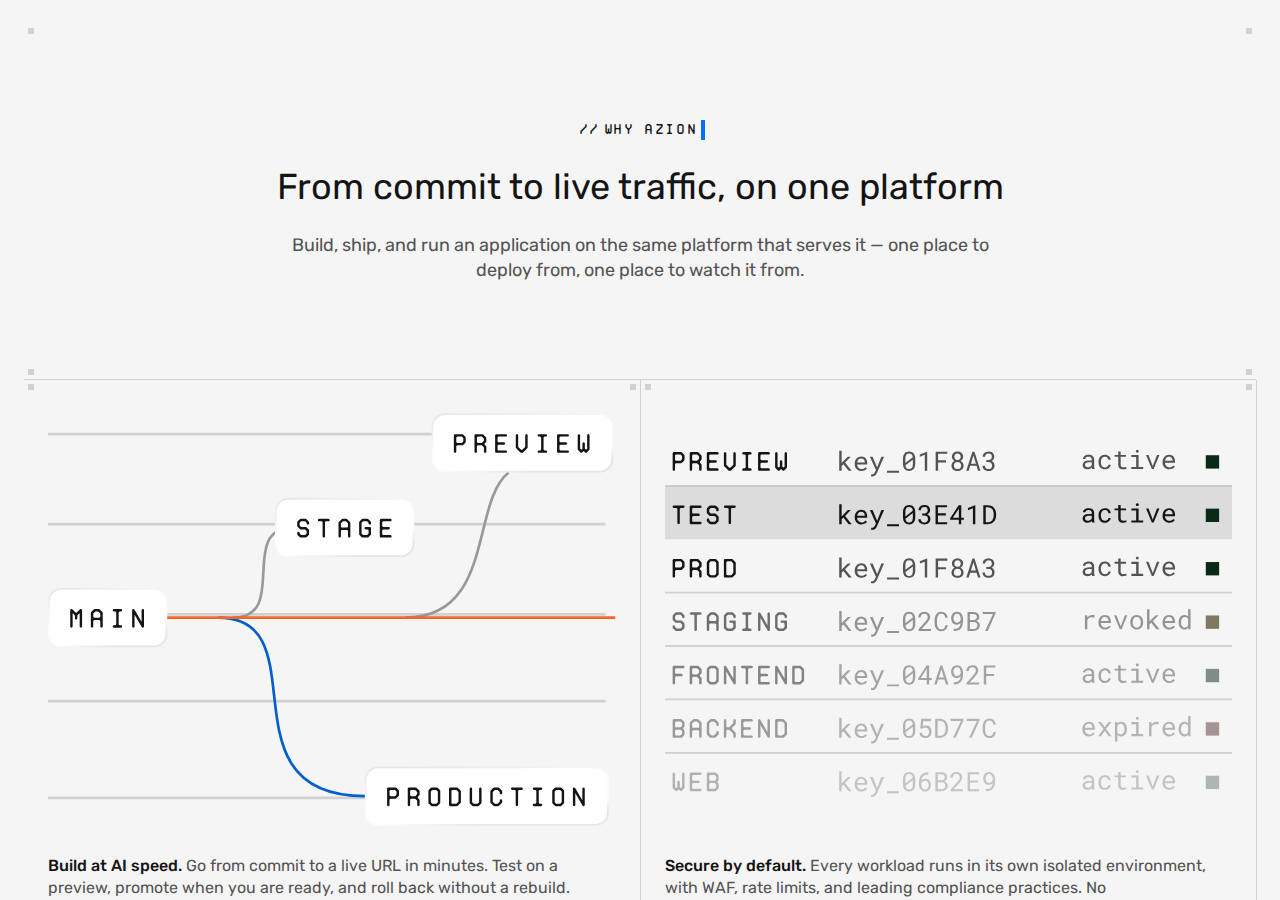 // WHY AZION
From commit to live traffic, on one platform
Build, ship, and run an application on the same platform that serves it — one place to
deploy from, one place to watch it from.
PREVIEW
STAGE
MAIN
PRODUCTION
Build at AI speed. Go from commit to a live URL in minutes. Test on a
preview, promote when you are ready, and roll back without a rebuild.
PREVIEW key_01F8A3 active
TEST key_03E41D active
PROD key_01F8A3 active
STAGING key_02C9B7 revoked
FRONTEND key_04A92F active
BACKEND key_05D77C expired
WEB key_06B2E9 active
Secure by default. Every workload runs in its own isolated environment,
with WAF, rate limits, and leading compliance practices. No